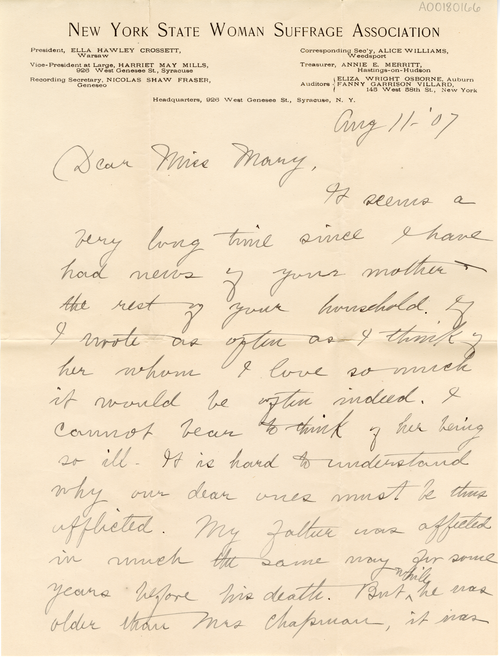 A00180166
NEW YORK STATE WOMAN SUFFRAGE ASSOCIATION
President, ELLA HAWLEY CROSSETT,
Warsaw
Vice-President at Large, HARRIET MAY MILLS,
926 West Genesee St., Syracuse
Recording Secretary, NICOLAS SHAW FRASER,
Geneseo
Corresponding Sec'y, ALICE WILLIAMS,
Weedsport
Treasurer, ANNIE E. MERRITT,
Hastings-on-Hudson
Auditors ELIZA WRIGHT OSBORNE, Auburn
FANNY GARRISON VILLARD,
145 West 58th St., New York
Headquarters, 926 West Genesee St., Syracuse, N. Y.
Aug 11-'07
Dear Miss Mary,
It seems a
very long time since I have
had news of your mother &
the rest of your household. If
I wrote as often as I think of
her whom I love so much
it would be often indeed. I
cannot bear to think of her being
so ill. It is hard to understand
why our dear ones must be thus
afflicted. My Father was affected
in much the same way for some
years before his death. But while he was
older than Mrs Chapman, it was